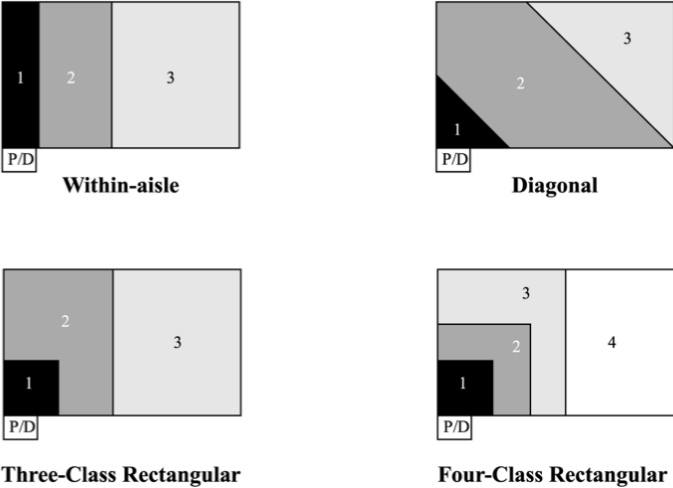 1 2 3
P/D
Within-aisle
3
2
1
P/D
Diagonal
2
3
1
P/D
Three-Class Rectangular
3
4
2
1
P/D
Four-Class Rectangular